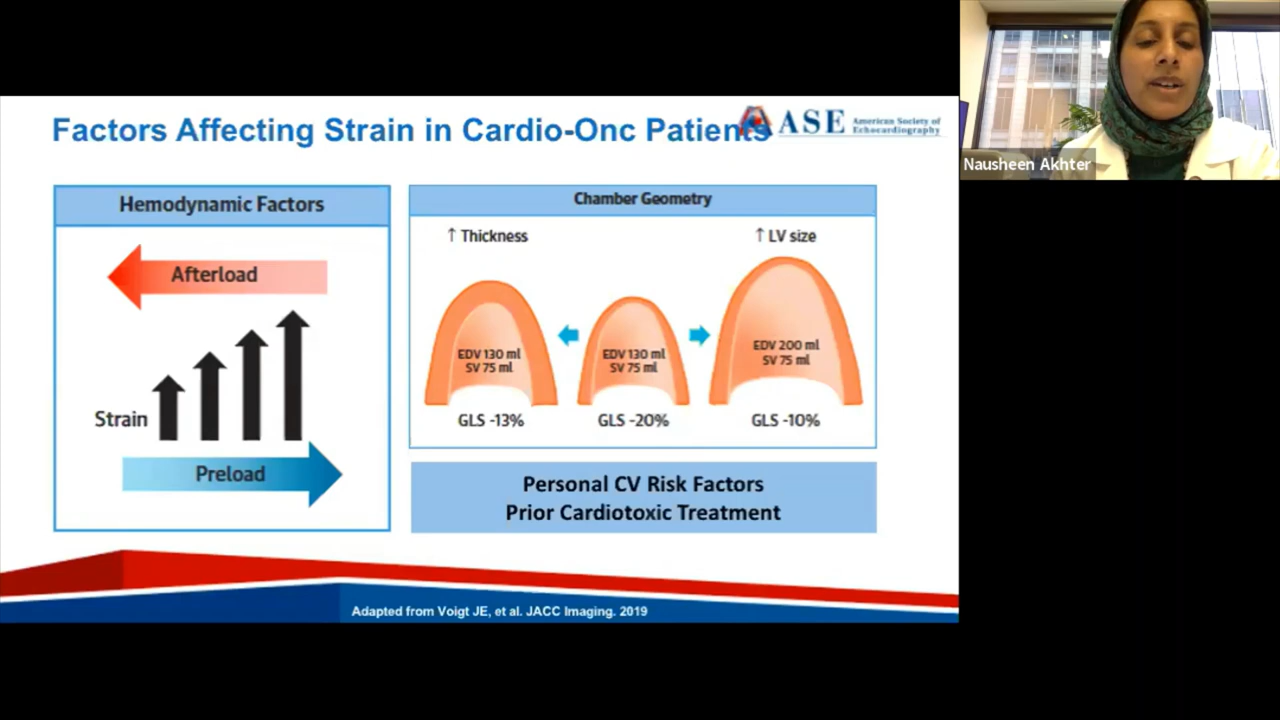 Factors Affecting Strain in Cardio-Onc Patients
ASE American Society of
Echocardiography
Nausheen Akhter
Hemodynamic Factors
Afterload
Strain
Preload
Chamber Geometry
↑ Thickness
↑ LV size
EDV 130 ml
SV 75 ml
EDV 130 ml
SV 75 ml
EDV 200 ml
SV 75 ml
GLS -13%
GLS -20%
GLS -10%
Personal CV Risk Factors
Prior Cardiotoxic Treatment
Adapted from Voigt JE, et al. JACC Imaging. 2019